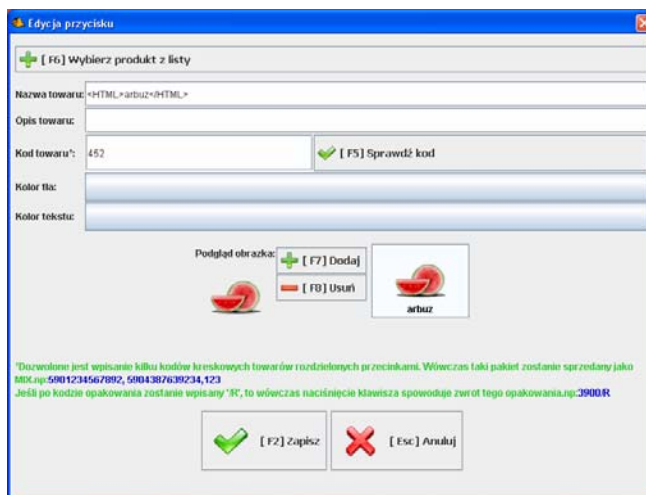 Edycja przycisku
[ F6] Wybierz produkt z listy
Nazwa towaru: <HTML>arbuz</HTML>
Opis towaru:
Kod towaru*: 452 [ F5] Sprawdź kod
Kolor tła:
Kolor tekstu:
Podgląd obrazka: [ F7] Dodaj
[ F8] Usuń
arbuz
*Dozwolone jest wpisanie kilku kodów kreskowych towarów rozdzielonych przecinkami. Wówczas taki pakiet zostanie sprzedany jako
MIX.np:5901234567892, 5904387639234,123
Jeśli po kodzie opakowania zostanie wpisany '/R', to wówczas naciśnięcie klawisza spowoduje zwrot tego opakowania.np:3900/R
[ F2] Zapisz [ Esc] Anuluj